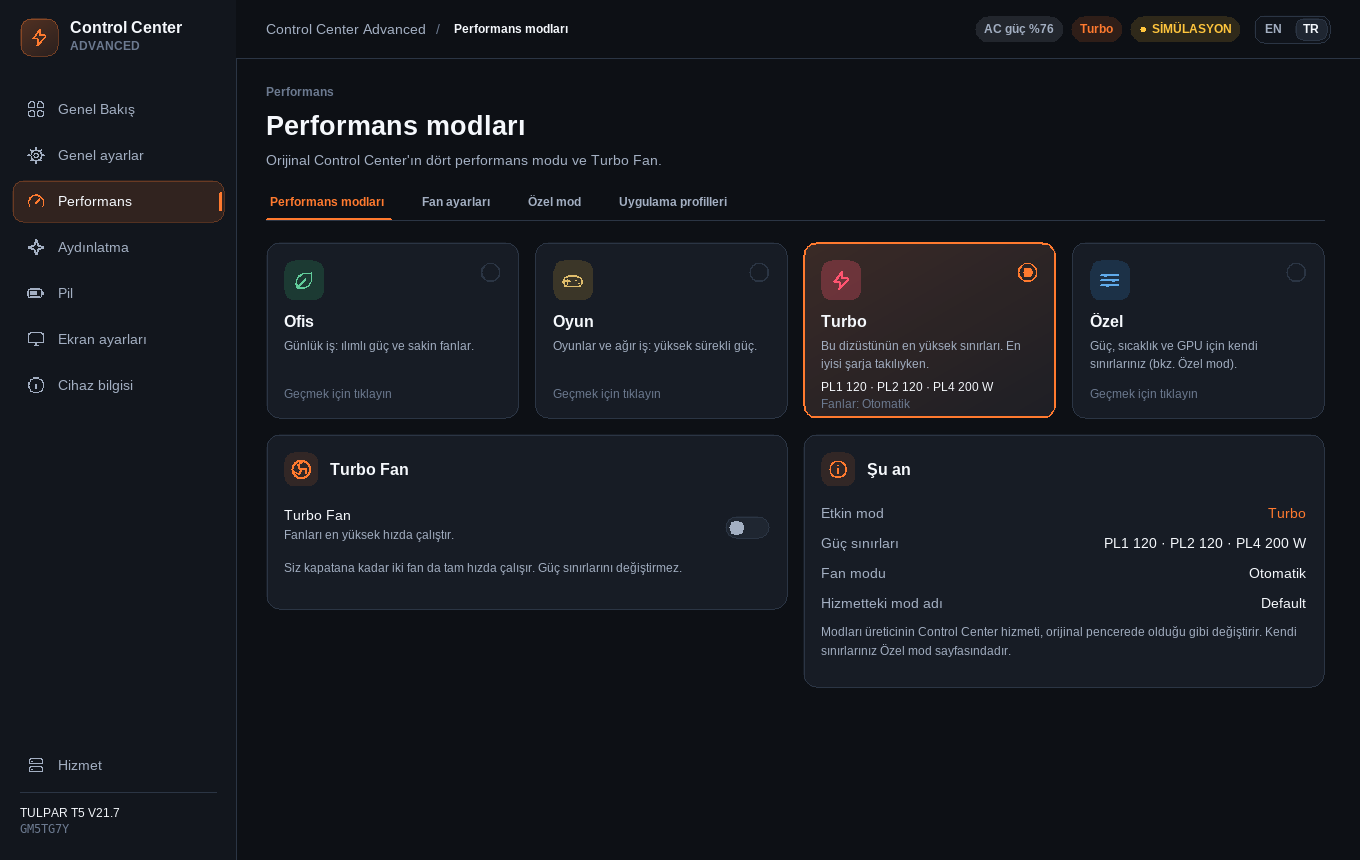 Control Center
ADVANCED
Genel Bakış
Genel ayarlar
Performans
Aydınlatma
Pil
Ekran ayarları
Cihaz bilgisi
Hizmet
TULPAR T5 V21.7
GM5TG7Y
Control Center Advanced / Performans modları
AC güç %76
Turbo
SİMÜLASYON
EN
TR
Performans
Performans modları
Orijinal Control Center'ın dört performans modu ve Turbo Fan.
Performans modları
Fan ayarları
Özel mod
Uygulama profilleri
Ofis
Günlük iş: ılımlı güç ve sakin fanlar.
Geçmek için tıklayın
Oyun
Oyunlar ve ağır iş: yüksek sürekli güç.
Geçmek için tıklayın
Turbo
Bu dizüstünün en yüksek sınırları. En
iyisi şarja takılıyken.
PL1 120 · PL2 120 · PL4 200 W
Fanlar: Otomatik
Özel
Güç, sıcaklık ve GPU için kendi
sınırlarınız (bkz. Özel mod).
Geçmek için tıklayın
Turbo Fan
Turbo Fan
Fanları en yüksek hızda çalıştır.
Siz kapatana kadar iki fan da tam hızda çalışır. Güç sınırlarını değiştirmez.
Şu an
Etkin mod
Turbo
Güç sınırları
PL1 120 · PL2 120 · PL4 200 W
Fan modu
Otomatik
Hizmetteki mod adı
Default
Modları üreticinin Control Center hizmeti, orijinal pencerede olduğu gibi değiştirir. Kendi
sınırlarınız Özel mod sayfasındadır.